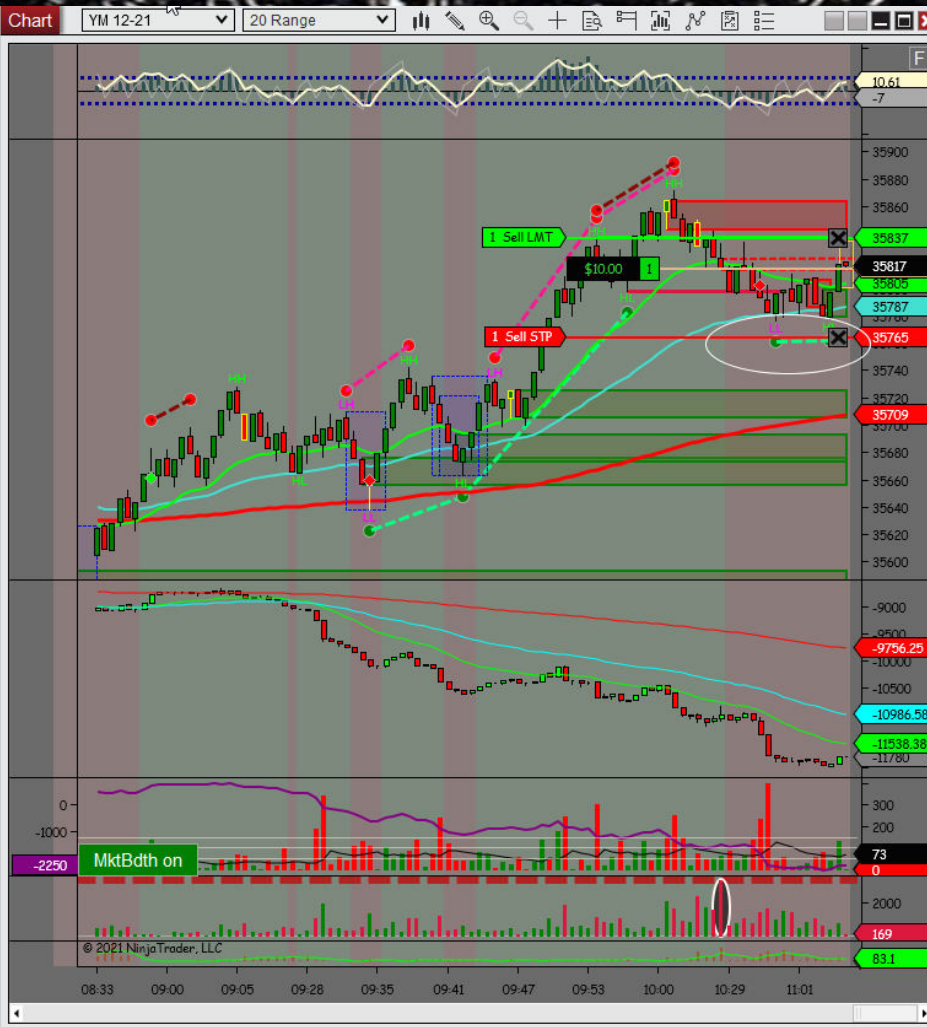 Chart YM 12-21 20 Range
F
10.61
-7
35900
35880
HH
35860
1 Sell LMT 35837
HH
$10.00 1 35817
35805
HL
35787
LL
1 Sell STP 35765
HH
LH
35740
HH
LH
35720
35709
35700
35680
HL
HL
35660
35640
LL
35620
35600
-9000
-9500
-9756.25
-10000
-10500
-10986.58
-11538.38
-11780
0 300
-1000 200
MktBdth on 73
-2250 0
2000
169
© 2021 NinjaTrader, LLC
83.1
08:33 09:00 09:05 09:28 09:35 09:41 09:47 09:53 10:00 10:29 11:01